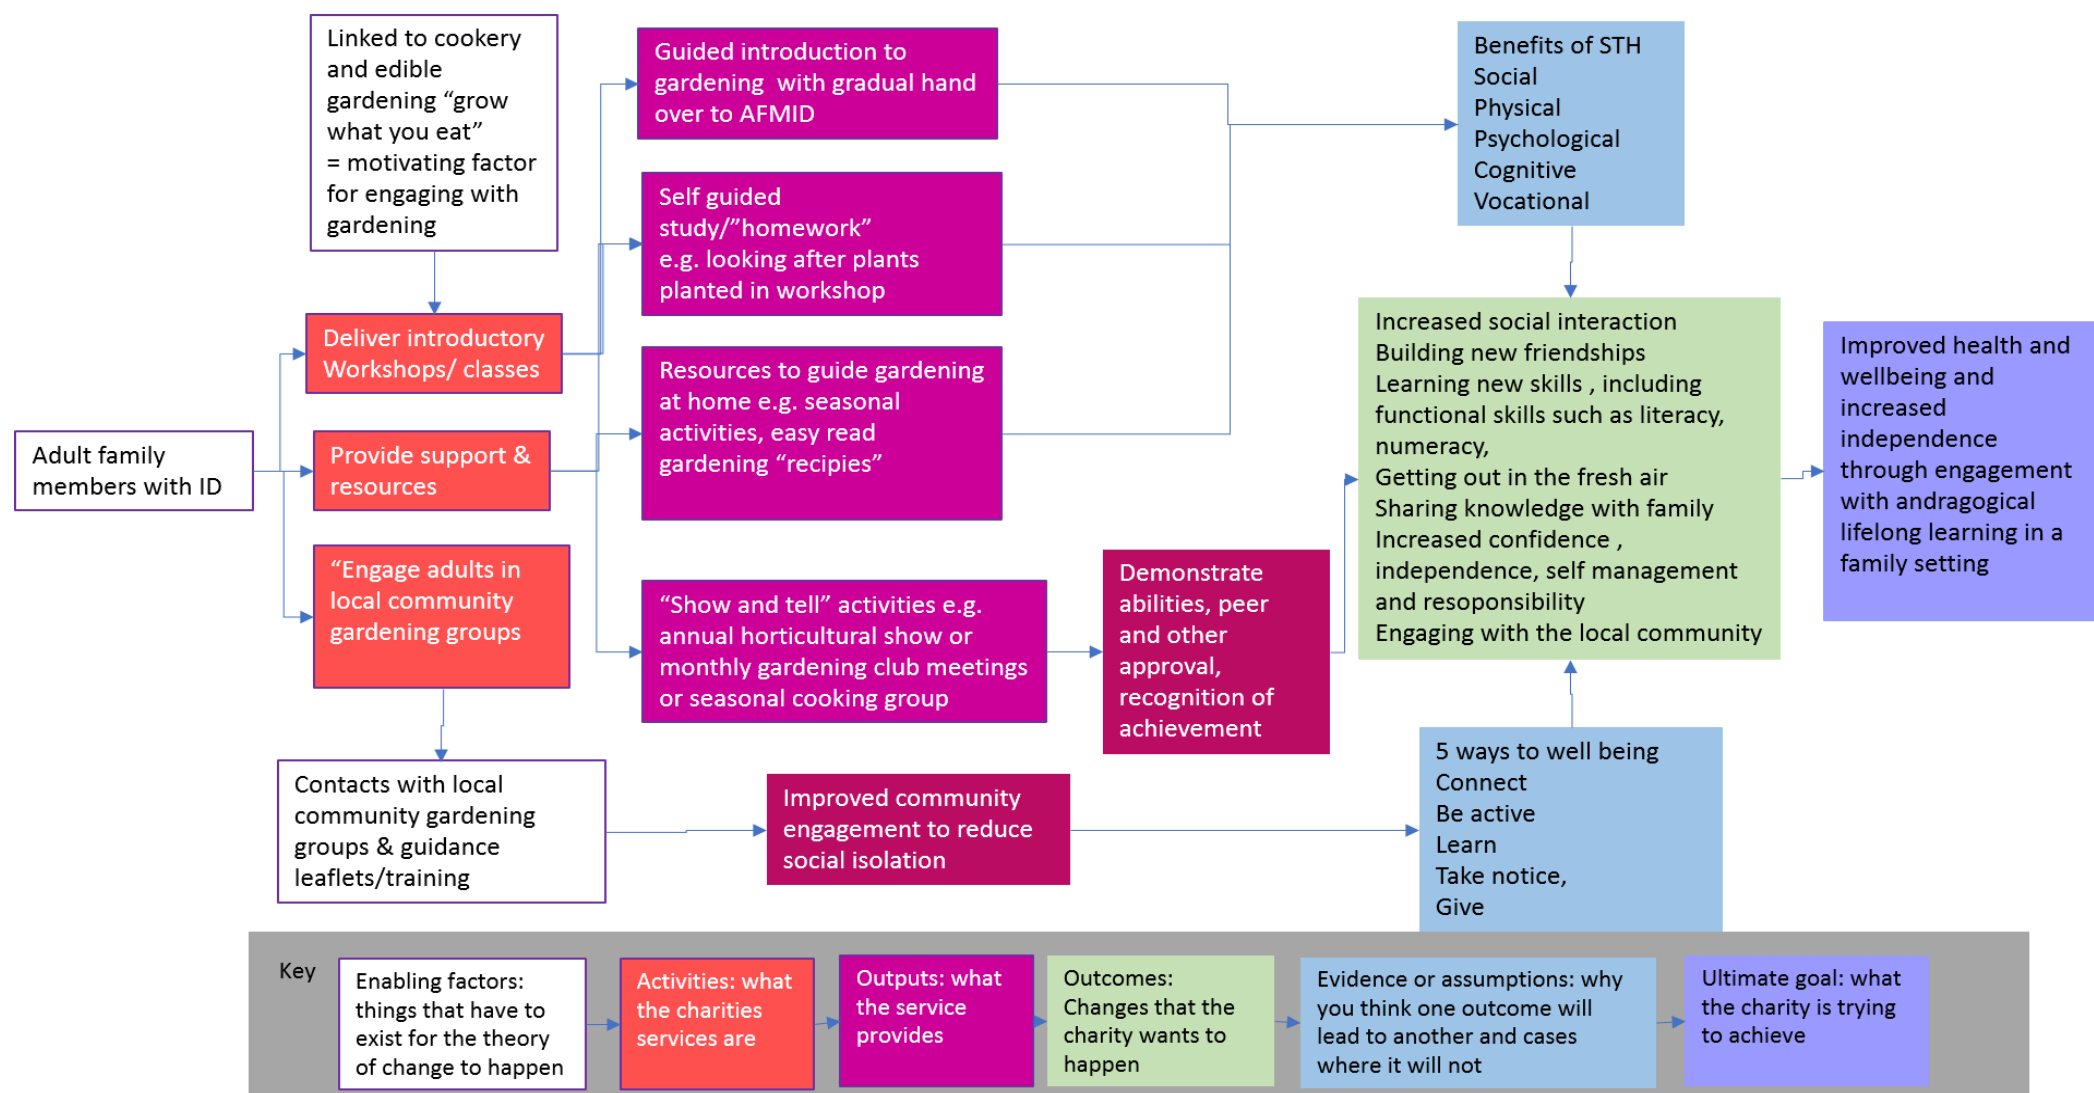 Linked to cookery
and edible
gardening “grow
what you eat”
= motivating factor
for engaging with
gardening
Guided introduction to
gardening with gradual hand
over to AFMID
Benefits of STH
Social
Physical
Psychological
Cognitive
Vocational
Self guided
study/”homework”
e.g. looking after plants
planted in workshop
Deliver introductory
Workshops/ classes
Resources to guide gardening
at home e.g. seasonal
activities, easy read
gardening “recipies”
Increased social interaction
Building new friendships
Learning new skills , including
functional skills such as literacy,
numeracy,
Getting out in the fresh air
Sharing knowledge with family
Increased confidence ,
independence, self management
and resoponsibility
Engaging with the local community
Improved health and
wellbeing and
increased
independence
through engagement
with andragogical
lifelong learning in a
family setting
Adult family
members with ID
Provide support &
resources
“Engage adults in
local community
gardening groups
“Show and tell” activities e.g.
annual horticultural show or
monthly gardening club meetings
or seasonal cooking group
Demonstrate
abilities, peer
and other
approval,
recognition of
achievement
Contacts with local
community gardening
groups & guidance
leaflets/training
Improved community
engagement to reduce
social isolation
5 ways to well being
Connect
Be active
Learn
Take notice,
Give
Key
Enabling factors:
things that have to
exist for the theory
of change to happen
Activities: what
the charities
services are
Outputs: what
the service
provides
Outcomes:
Changes that the
charity wants to
happen
Evidence or assumptions: why
you think one outcome will
lead to another and cases
where it will not
Ultimate goal: what
the charity is trying
to achieve